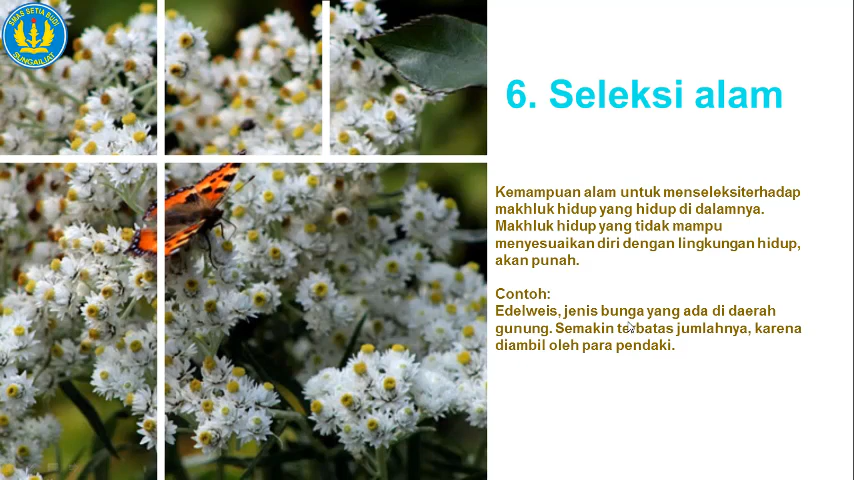 SMAS SETIA BUDI
SUNGAILIAT
6. Seleksi alam
Kemampuan alam untuk menseleksiterhadap
makhluk hidup yang hidup di dalamnya.
Makhluk hidup yang tidak mampu
menyesuaikan diri dengan lingkungan hidup,
akan punah.
Contoh:
Edelweis, jenis bunga yang ada di daerah
gunung. Semakin terbatas jumlahnya, karena
diambil oleh para pendaki.